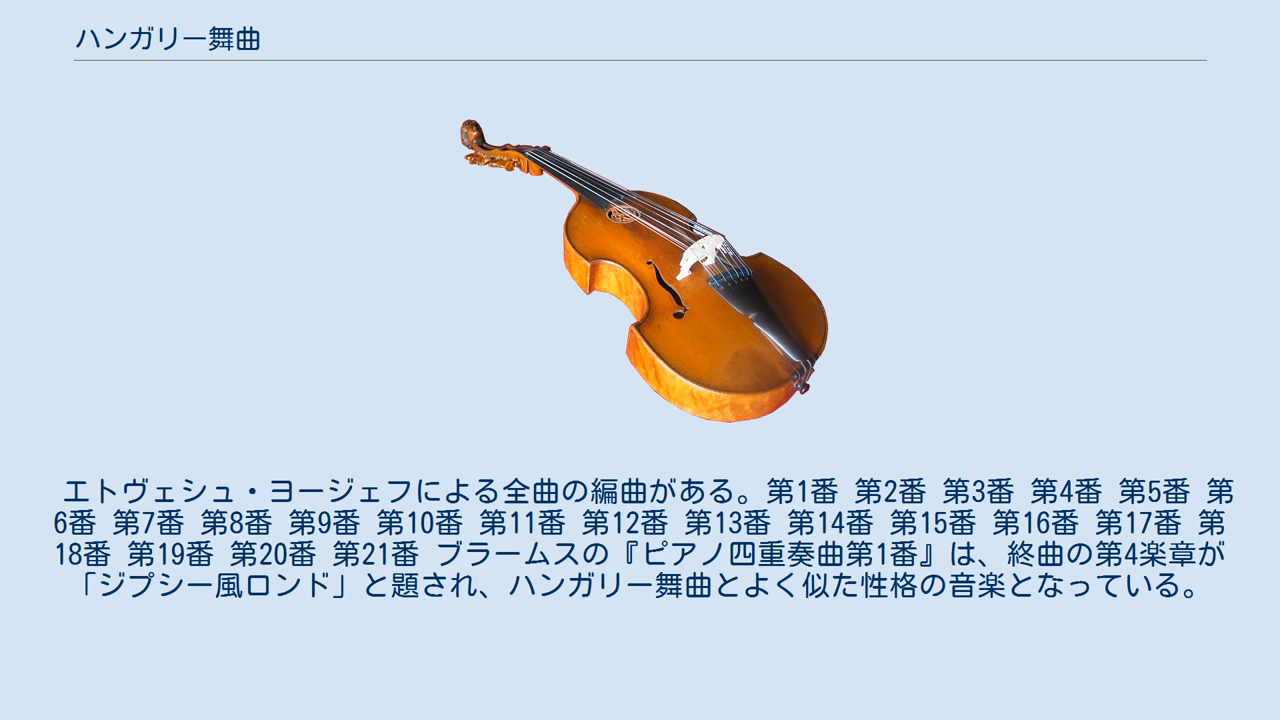 ハンガリー舞曲
エトヴェシュ・ヨージェフによる全曲の編曲がある。第1番 第2番 第3番 第4番 第5番 第
6番 第7番 第8番 第9番 第10番 第11番 第12番 第13番 第14番 第15番 第16番 第17番 第
18番 第19番 第20番 第21番 ブラームスの『ピアノ四重奏曲第1番』は、終曲の第4楽章が
「ジプシー風ロンド」と題され、ハンガリー舞曲とよく似た性格の音楽となっている。